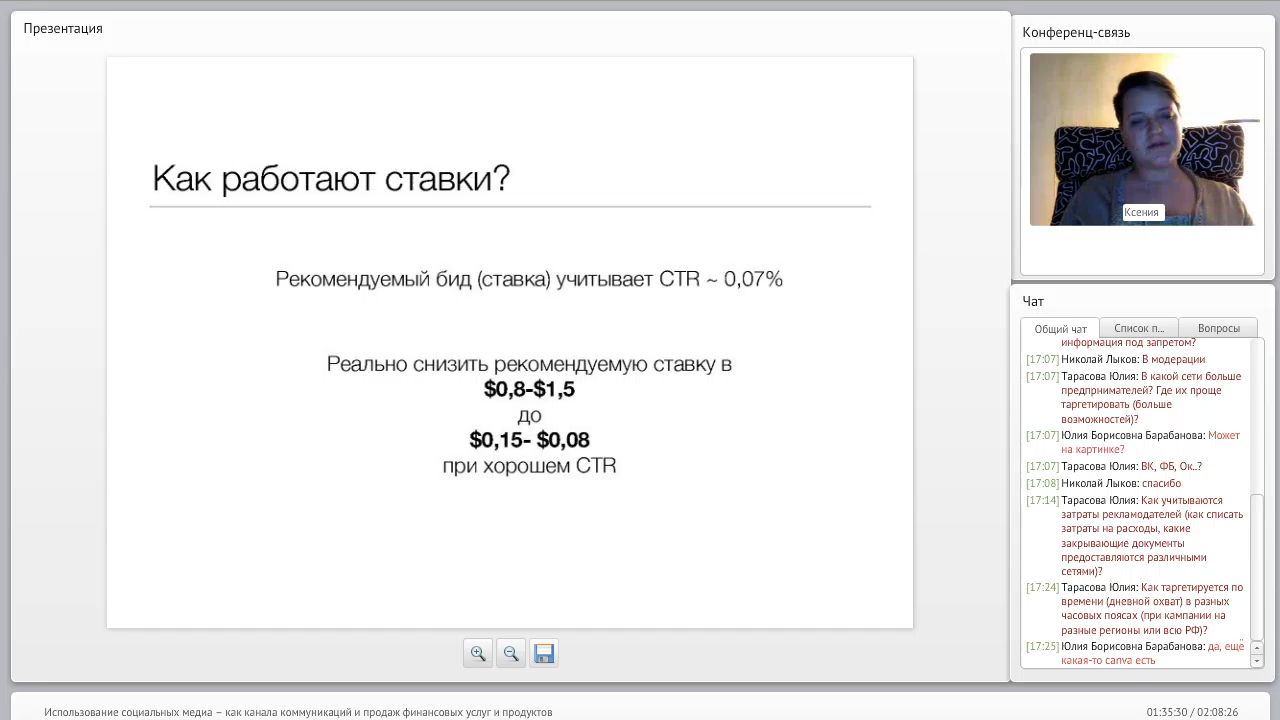 Презентация
Как работают ставки?
Рекомендуемый бид (ставка) учитывает CTR ~ 0,07%
Реально снизить рекомендуемую ставку в
$0,8-$1,5
до
$0,15- $0,08
при хорошем CTR
Конференц-связь
Ксения
Чат
Общий чат
Список п...
Вопросы
информация под запретом?
[17:07] Николай Лыков: В модерации
[17:07] Тарасова Юлия: В какой сети больше
предпрнимателей? Где их проще
таргетировать (больше
возможностей)?
[17:07] Юлия Борисовна Барабанова: Может
на картинке?
[17:07] Тарасова Юлия: ВК, ФБ, Ок..?
[17:08] Николай Лыков: спасибо
[17:14] Тарасова Юлия: Как учитываются
затраты рекламодателей (как списать
затраты на расходы, какие
закрывающие документы
предоставляются различными
сетями)?
[17:24] Тарасова Юлия: Как таргетируется по
времени (дневной охват) в разных
часовых поясах (при кампании на
разные регионы или всю РФ)?
[17:25] Юлия Борисовна Барабанова: да, еще
какая-то canva есть
Использование социальных медиа – как канала коммуникаций и продаж финансовых услуг и продуктов
01:35:30 / 02:08:26